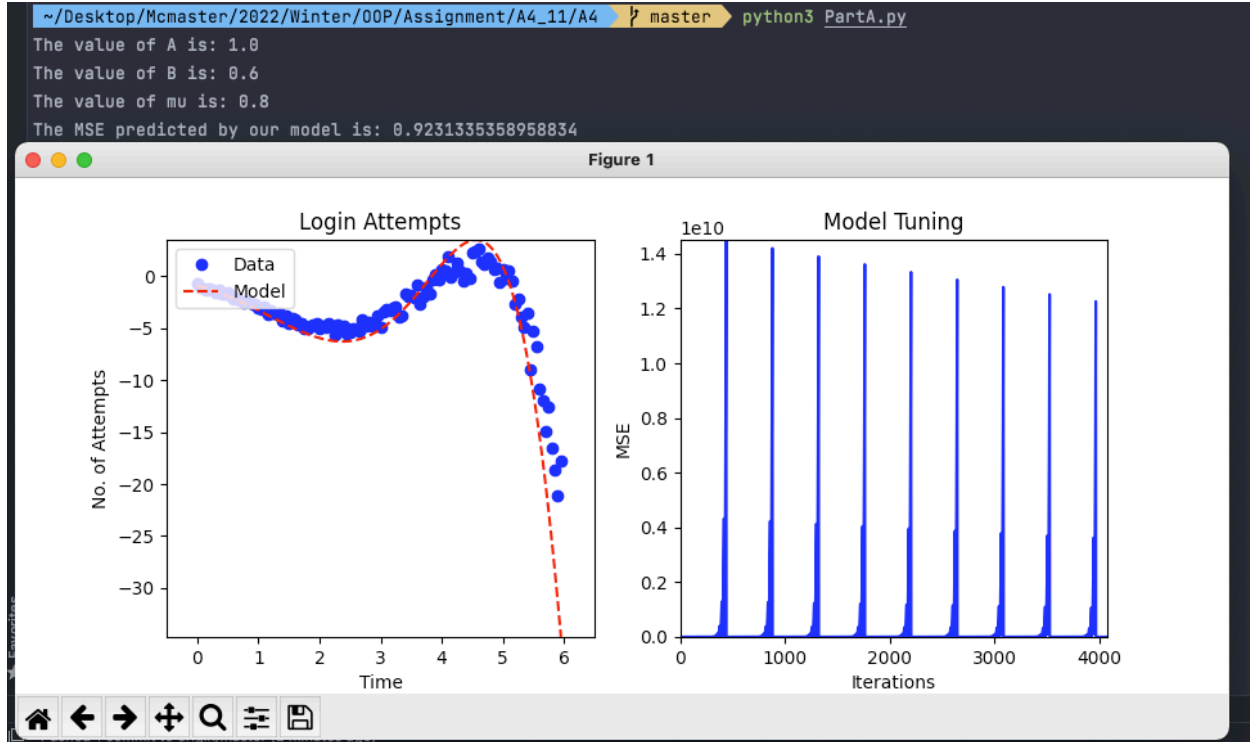 ~/Desktop/Mcmaster/2022/Winter/OOP/Assignment/A4_11/A4 master python3 PartA.py
The value of A is: 1.0
The value of B is: 0.6
The value of mu is: 0.8
The MSE predicted by our model is: 0.9231335358958834
Figure 1
Login Attempts
Data
Model
0
−5
−10
−15
−20
−25
−30
No. of Attempts
0 1 2 3 4 5 6
Time
1e10
Model Tuning
1.4
1.2
1.0
0.8
0.6
0.4
0.2
0.0
MSE
0 1000 2000 3000 4000
Iterations
Favorites